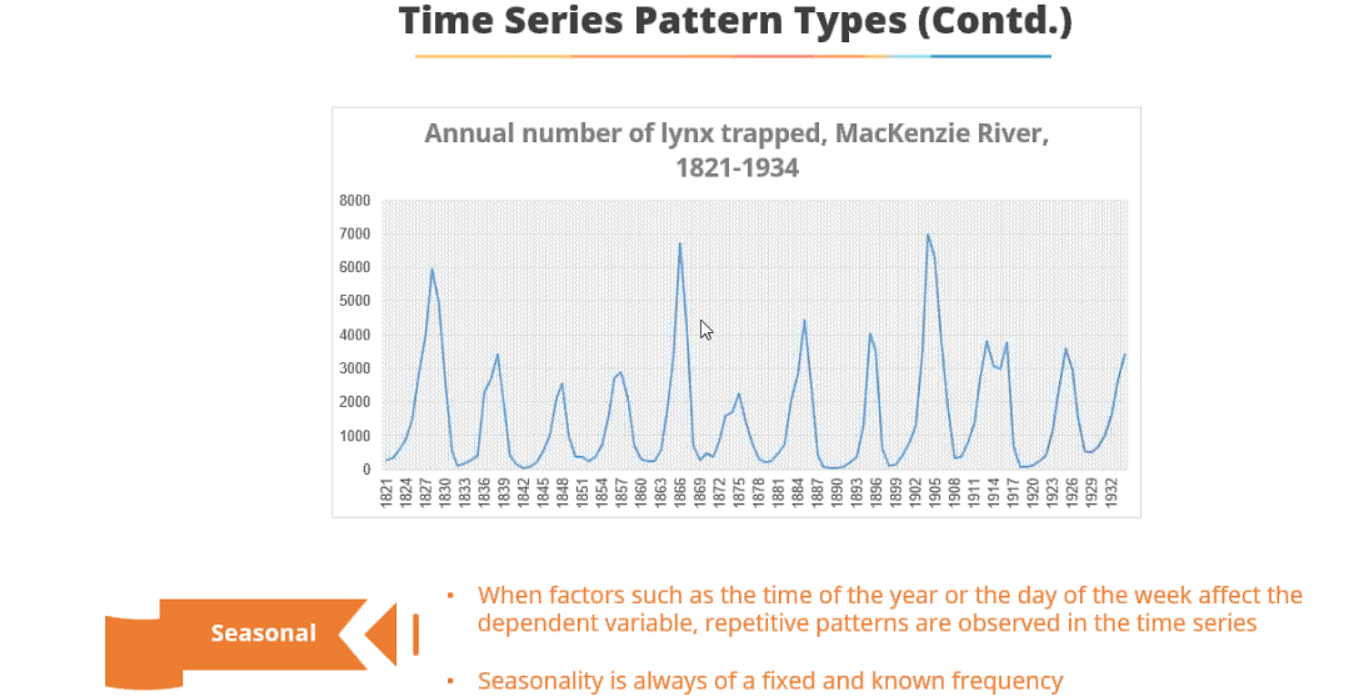 Time Series Pattern Types (Contd.)
Annual number of lynx trapped, MacKenzie River,
1821-1934
8000
7000
6000
5000
4000
3000
2000
1000
0
1821 1824 1827 1830 1833 1836 1839 1842 1845 1848 1851 1854 1857 1860 1863 1866 1869 1872 1875 1878 1881 1884 1887 1890 1893 1896 1899 1902 1905 1908 1911 1914 1917 1920 1923 1926 1929 1932
Seasonal
• When factors such as the time of the year or the day of the week affect the
dependent variable, repetitive patterns are observed in the time series
• Seasonality is always of a fixed and known frequency